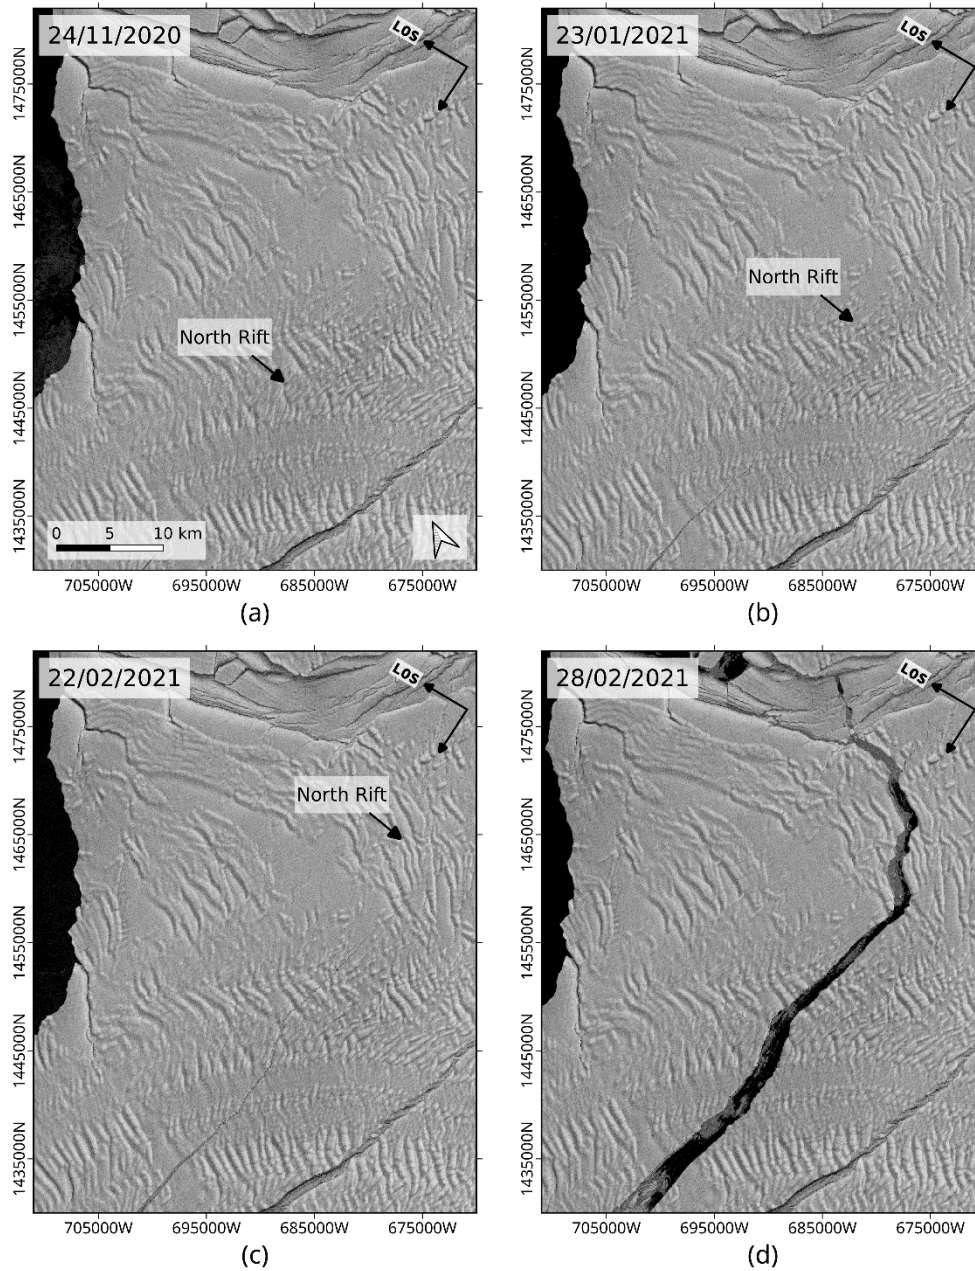 24/11/2020
Los
North Rift
0 5 10 km
1475000N
1465000N
1455000N
1445000N
1435000N
705000W 695000W 685000W 675000W
(a)
23/01/2021
Los
North Rift
1475000N
1465000N
1455000N
1445000N
1435000N
705000W 695000W 685000W 675000W
(b)
22/02/2021
Los
North Rift
1475000N
1465000N
1455000N
1445000N
1435000N
705000W 695000W 685000W 675000W
(c)
28/02/2021
Los
1475000N
1465000N
1455000N
1445000N
1435000N
705000W 695000W 685000W 675000W
(d)